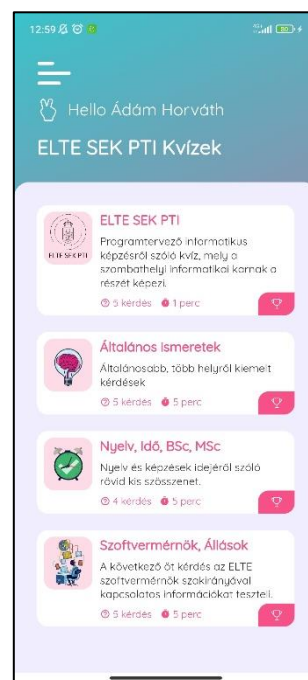 12:59
Hello Ádám Horváth
ELTE SEK PTI Kvízek
ELTE SEK PTI
ELTE SEK PTI
Programtervező informatikus
képzésről szóló kvíz, mely a
szombathelyi informatikai karnak a
részét képezi.
5 kérdés 1 perc
Általános ismeretek
Általánosabb, több helyről kiemelt
kérdések
5 kérdés 5 perc
Nyelv, Idő, BSc, MSc
Nyelv és képzések idejéről szóló
rövid kis szösszenet.
4 kérdés 5 perc
Szoftvermérnök, Állások
A következő öt kérdés az ELTE
szoftvermérnök szakirányával
kapcsolatos információkat teszteli.
5 kérdés 5 perc